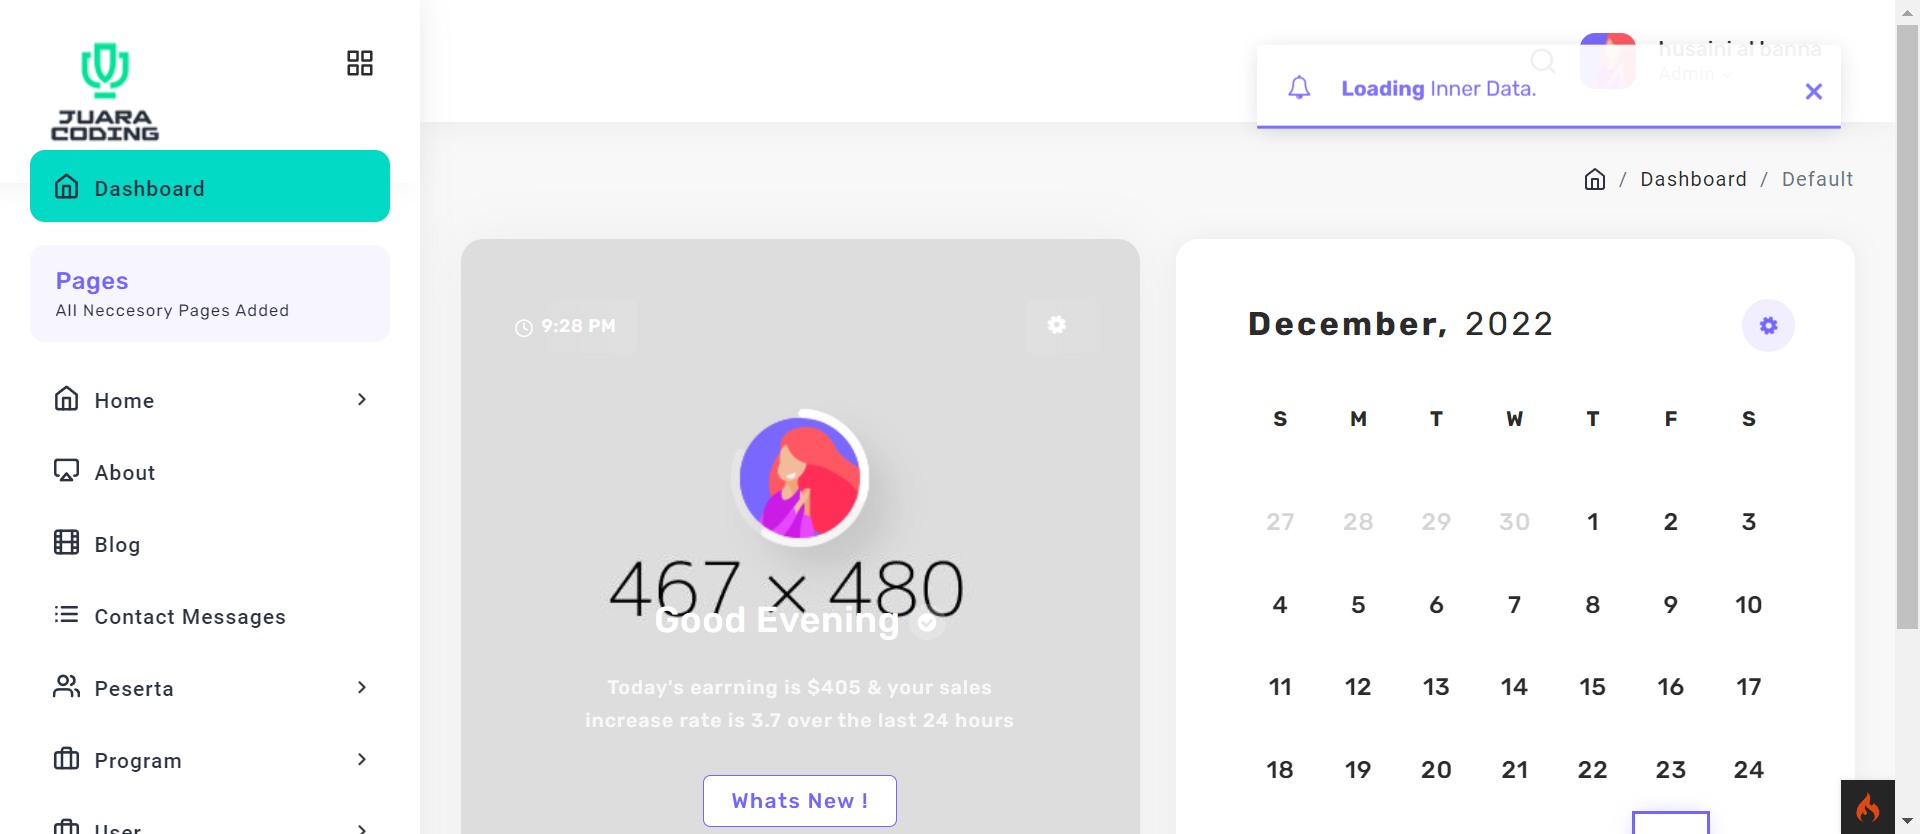 JUARA
CODING
Dashboard
Pages
All Neccesory Pages Added
Home
About
Blog
Contact Messages
Peserta
Program
User
husaini al banna
Admin
Loading Inner Data.
Dashboard / Default
9:28 PM
467 × 480
Good Evening
Today's earrning is $405 & your sales
increase rate is 3.7 over the last 24 hours
Whats New !
December, 2022
S M T W T F S
27 28 29 30 1 2 3
4 5 6 7 8 9 10
11 12 13 14 15 16 17
18 19 20 21 22 23 24